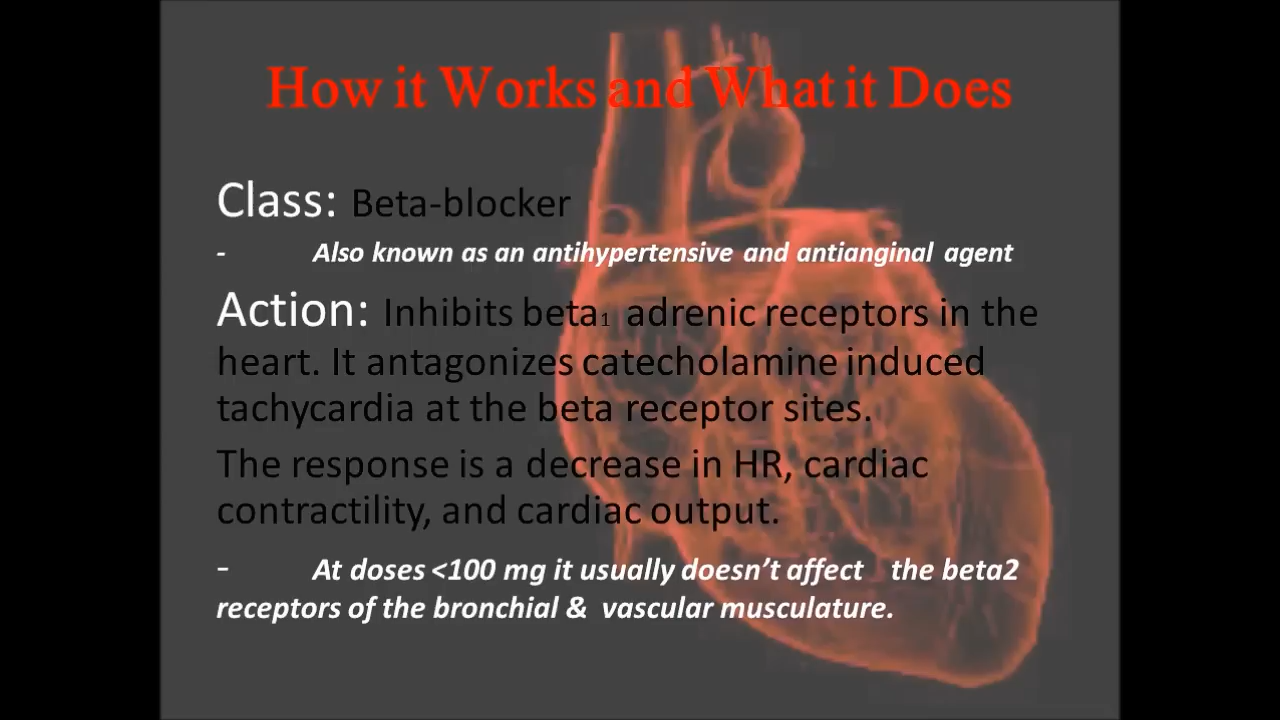 How it Works and What it Does
Class: Beta-blocker
- Also known as an antihypertensive and antianginal agent
Action: Inhibits beta₁ adrenic receptors in the
heart. It antagonizes catecholamine induced
tachycardia at the beta receptor sites.
The response is a decrease in HR, cardiac
contractility, and cardiac output.
- At doses <100 mg it usually doesn’t affect the beta2
receptors of the bronchial & vascular musculature.